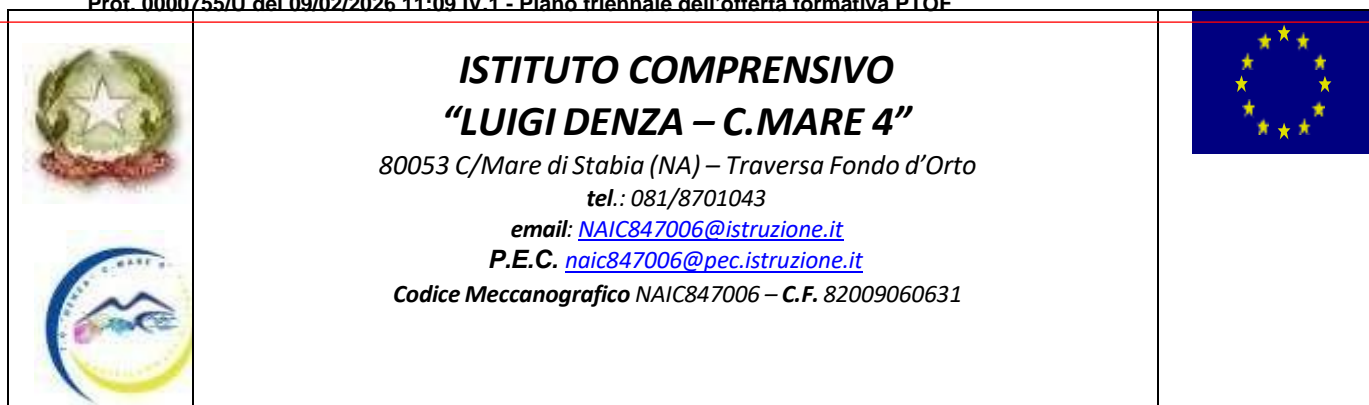 Prot. 0000755/U del 09/02/2026 11:09 IV.1 - Piano triennale dell'offerta formativa PTOF
ISTITUTO COMPRENSIVO
“LUIGI DENZA – C.MARE 4”
80053 C/Mare di Stabia (NA) – Traversa Fondo d’Orto
tel.: 081/8701043
email: NAIC847006@istruzione.it
P.E.C. naic847006@pec.istruzione.it
Codice Meccanografico NAIC847006 – C.F. 82009060631